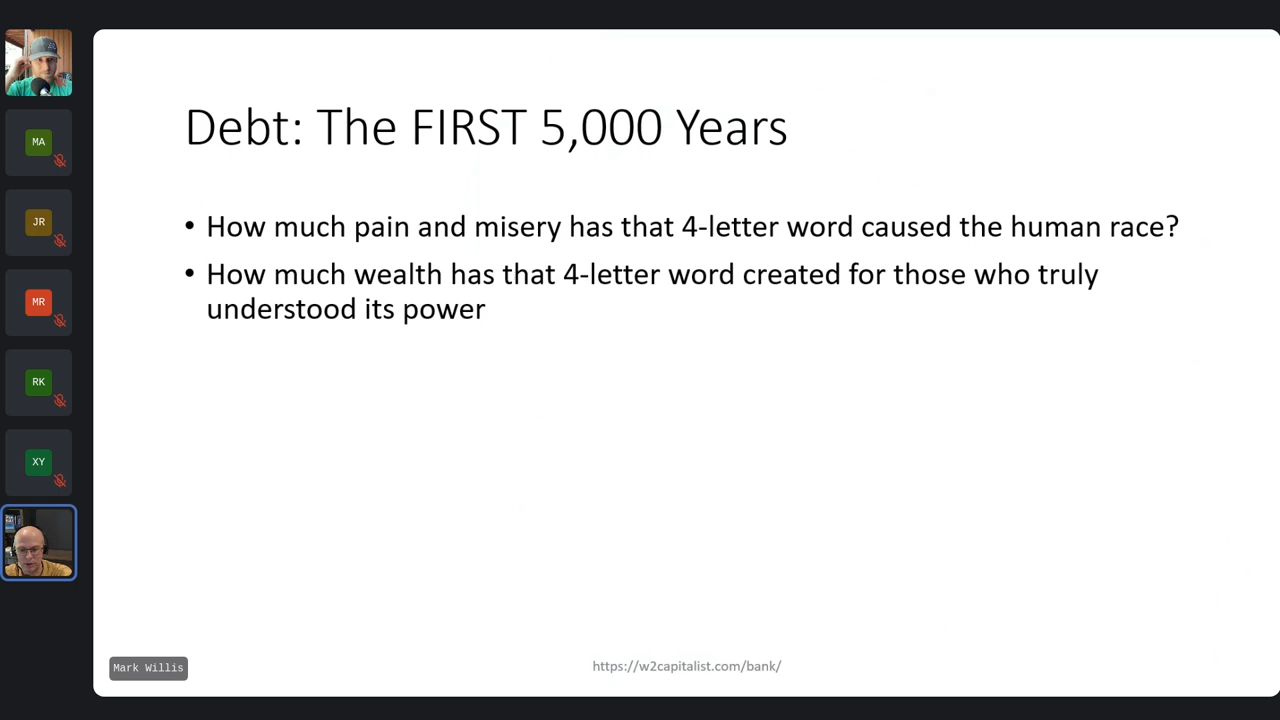 Debt: The FIRST 5,000 Years
• How much pain and misery has that 4-letter word caused the human race?
• How much wealth has that 4-letter word created for those who truly
understood its power
MA
JR
MR
RK
XY
Mark Willis
https://w2capitalist.com/bank/